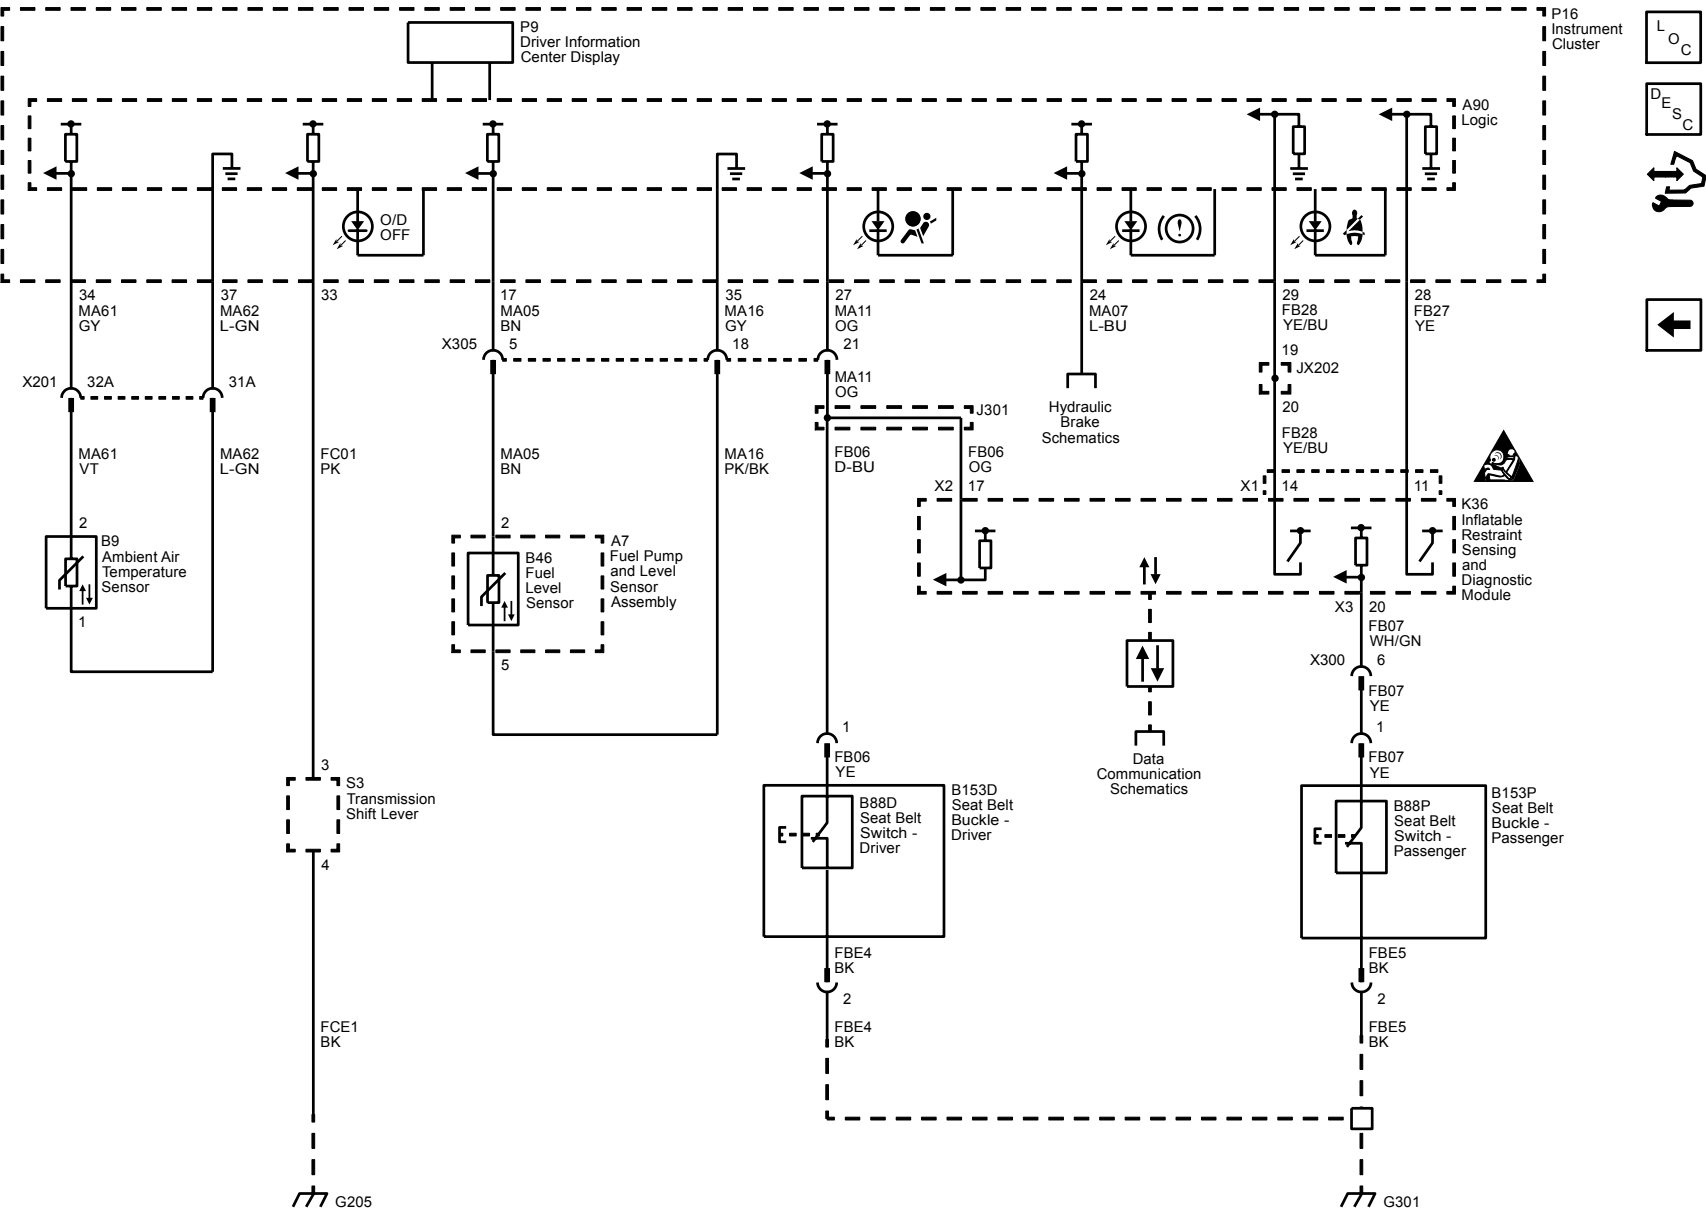 P9
Driver Information
Center Display
P16
Instrument
Cluster
L
O
C
D
E
S
C
A90
Logic
O/D
OFF
34
MA61
GY
37
MA62
L-GN
33
17
MA05
BN
35
MA16
GY
27
MA11
OG
24
MA07
L-BU
29
FB28
YE/BU
28
FB27
YE
X305
5
18
21
19
JX202
20
X201
32A
31A
MA11
OG
J301
Hydraulic
Brake
Schematics
FB28
YE/BU
MA61
VT
MA62
L-GN
FC01
PK
MA05
BN
MA16
PK/BK
FB06
D-BU
FB06
OG
X2
17
X1
14
11
K36
Inflatable
Restraint
Sensing
and
Diagnostic
Module
2
B9
Ambient Air
Temperature
Sensor
1
2
B46
Fuel
Level
Sensor
A7
Fuel Pump
and Level
Sensor
Assembly
5
X3
20
FB07
WH/GN
X300
6
FB07
YE
1
1
FB06
YE
FB07
YE
Data
Communication
Schematics
3
S3
Transmission
Shift Lever
4
B88D
Seat Belt
Switch -
Driver
B153D
Seat Belt
Buckle -
Driver
B88P
Seat Belt
Switch -
Passenger
B153P
Seat Belt
Buckle -
Passenger
FBE4
BK
2
FBE4
BK
FBE5
BK
2
FBE5
BK
FCE1
BK
G205
G301